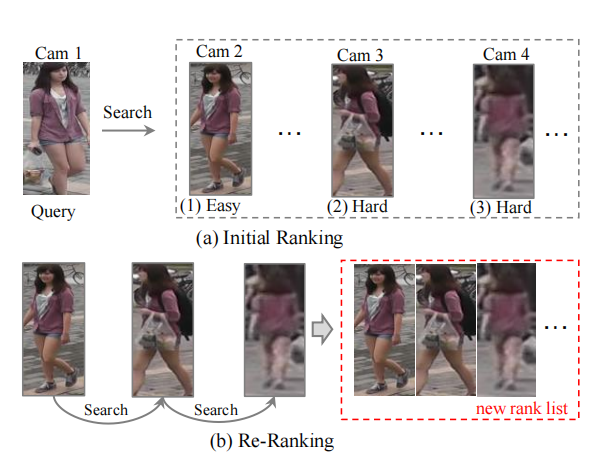 Cam 1
Cam 2
Cam 3
Cam 4
Search
...
...
...
Query
(1) Easy
(2) Hard
(3) Hard
(a) Initial Ranking
...
Search
Search
new rank list
(b) Re-Ranking